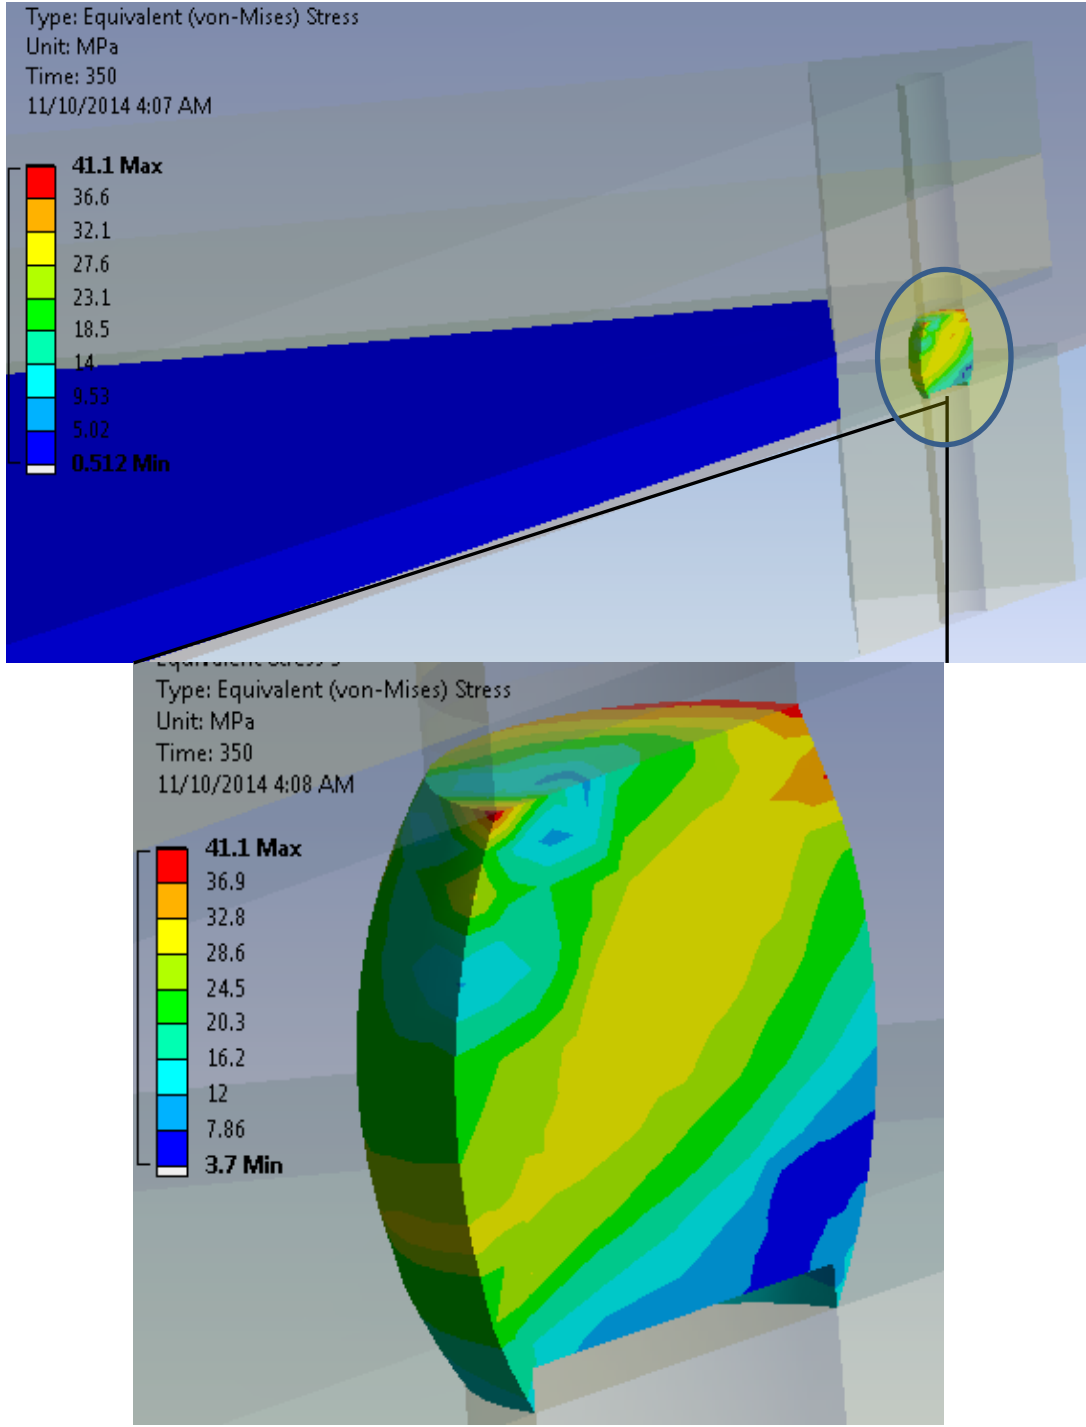 Type: Equivalent (von-Mises) Stress
Unit: MPa
Time: 350
11/10/2014 4:07 AM
41.1 Max
36.6
32.1
27.6
23.1
18.5
14
9.53
5.02
0.512 Min
Equivalent Stress
Type: Equivalent (von-Mises) Stress
Unit: MPa
Time: 350
11/10/2014 4:08 AM
41.1 Max
36.9
32.8
28.6
24.5
20.3
16.2
12
7.86
3.7 Min